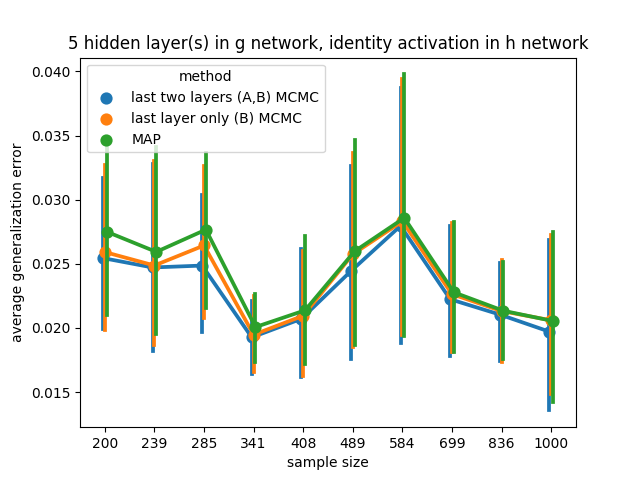 5 hidden layer(s) in g network, identity activation in h network
method
last two layers (A,B) MCMC
last layer only (B) MCMC
MAP
average generalization error
0.040
0.035
0.030
0.025
0.020
0.015
200 239 285 341 408 489 584 699 836 1000
sample size